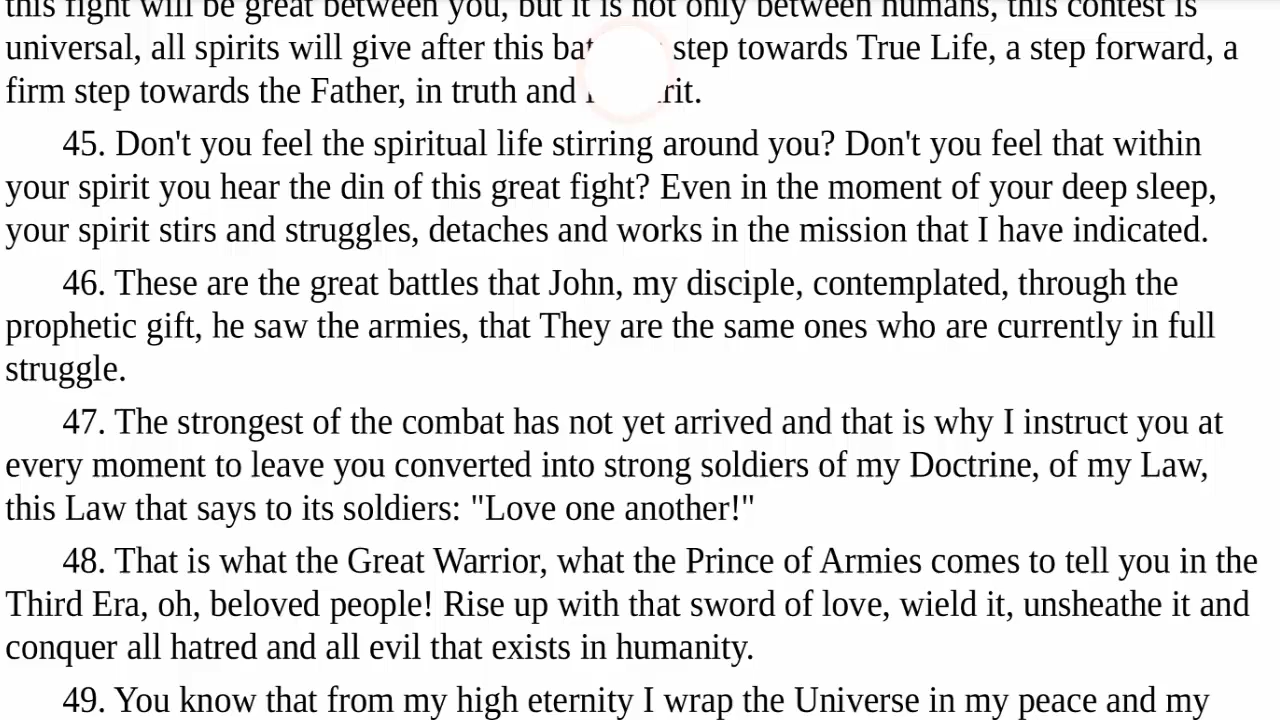 this fight will be great between you, but it is not only between humans, this contest is
universal, all spirits will give after this step towards True Life, a step forward, a
firm step towards the Father, in truth and
45. Don't you feel the spiritual life stirring around you? Don't you feel that within
your spirit you hear the din of this great fight? Even in the moment of your deep sleep,
your spirit stirs and struggles, detaches and works in the mission that I have indicated.
46. These are the great battles that John, my disciple, contemplated, through the
prophetic gift, he saw the armies, that They are the same ones who are currently in full
struggle.
47. The strongest of the combat has not yet arrived and that is why I instruct you at
every moment to leave you converted into strong soldiers of my Doctrine, of my Law,
this Law that says to its soldiers: "Love one another!"
48. That is what the Great Warrior, what the Prince of Armies comes to tell you in the
Third Era, oh, beloved people! Rise up with that sword of love, wield it, unsheathe it and
conquer all hatred and all evil that exists in humanity.
49. You know that from my high eternity I wrap the Universe in my peace and my